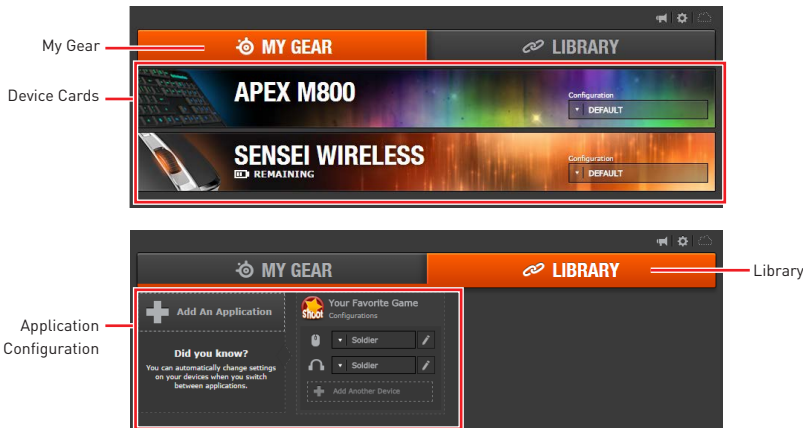 My Gear
MY GEAR
LIBRARY
Device Cards
APEX M800
Configuration
DEFAULT
SENSEI WIRELESS
REMAINING
Configuration
DEFAULT
MY GEAR
LIBRARY
Library
Application
Configuration
Add An Application
Did you know?
You can automatically change settings
on your devices when you switch
between applications.
shoot
Your Favorite Game
Configurations
Soldier
Soldier
Add Another Device